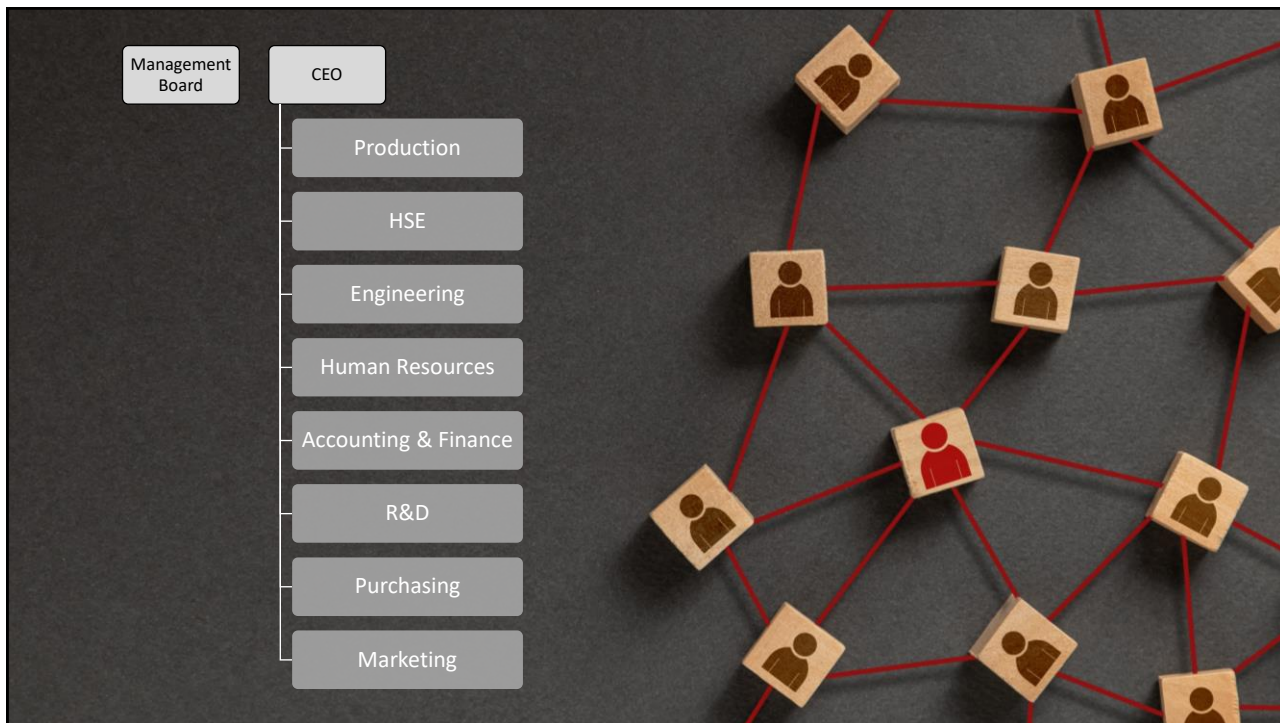 Management
Board
CEO
Production
HSE
Engineering
Human Resources
Accounting & Finance
R&D
Purchasing
Marketing